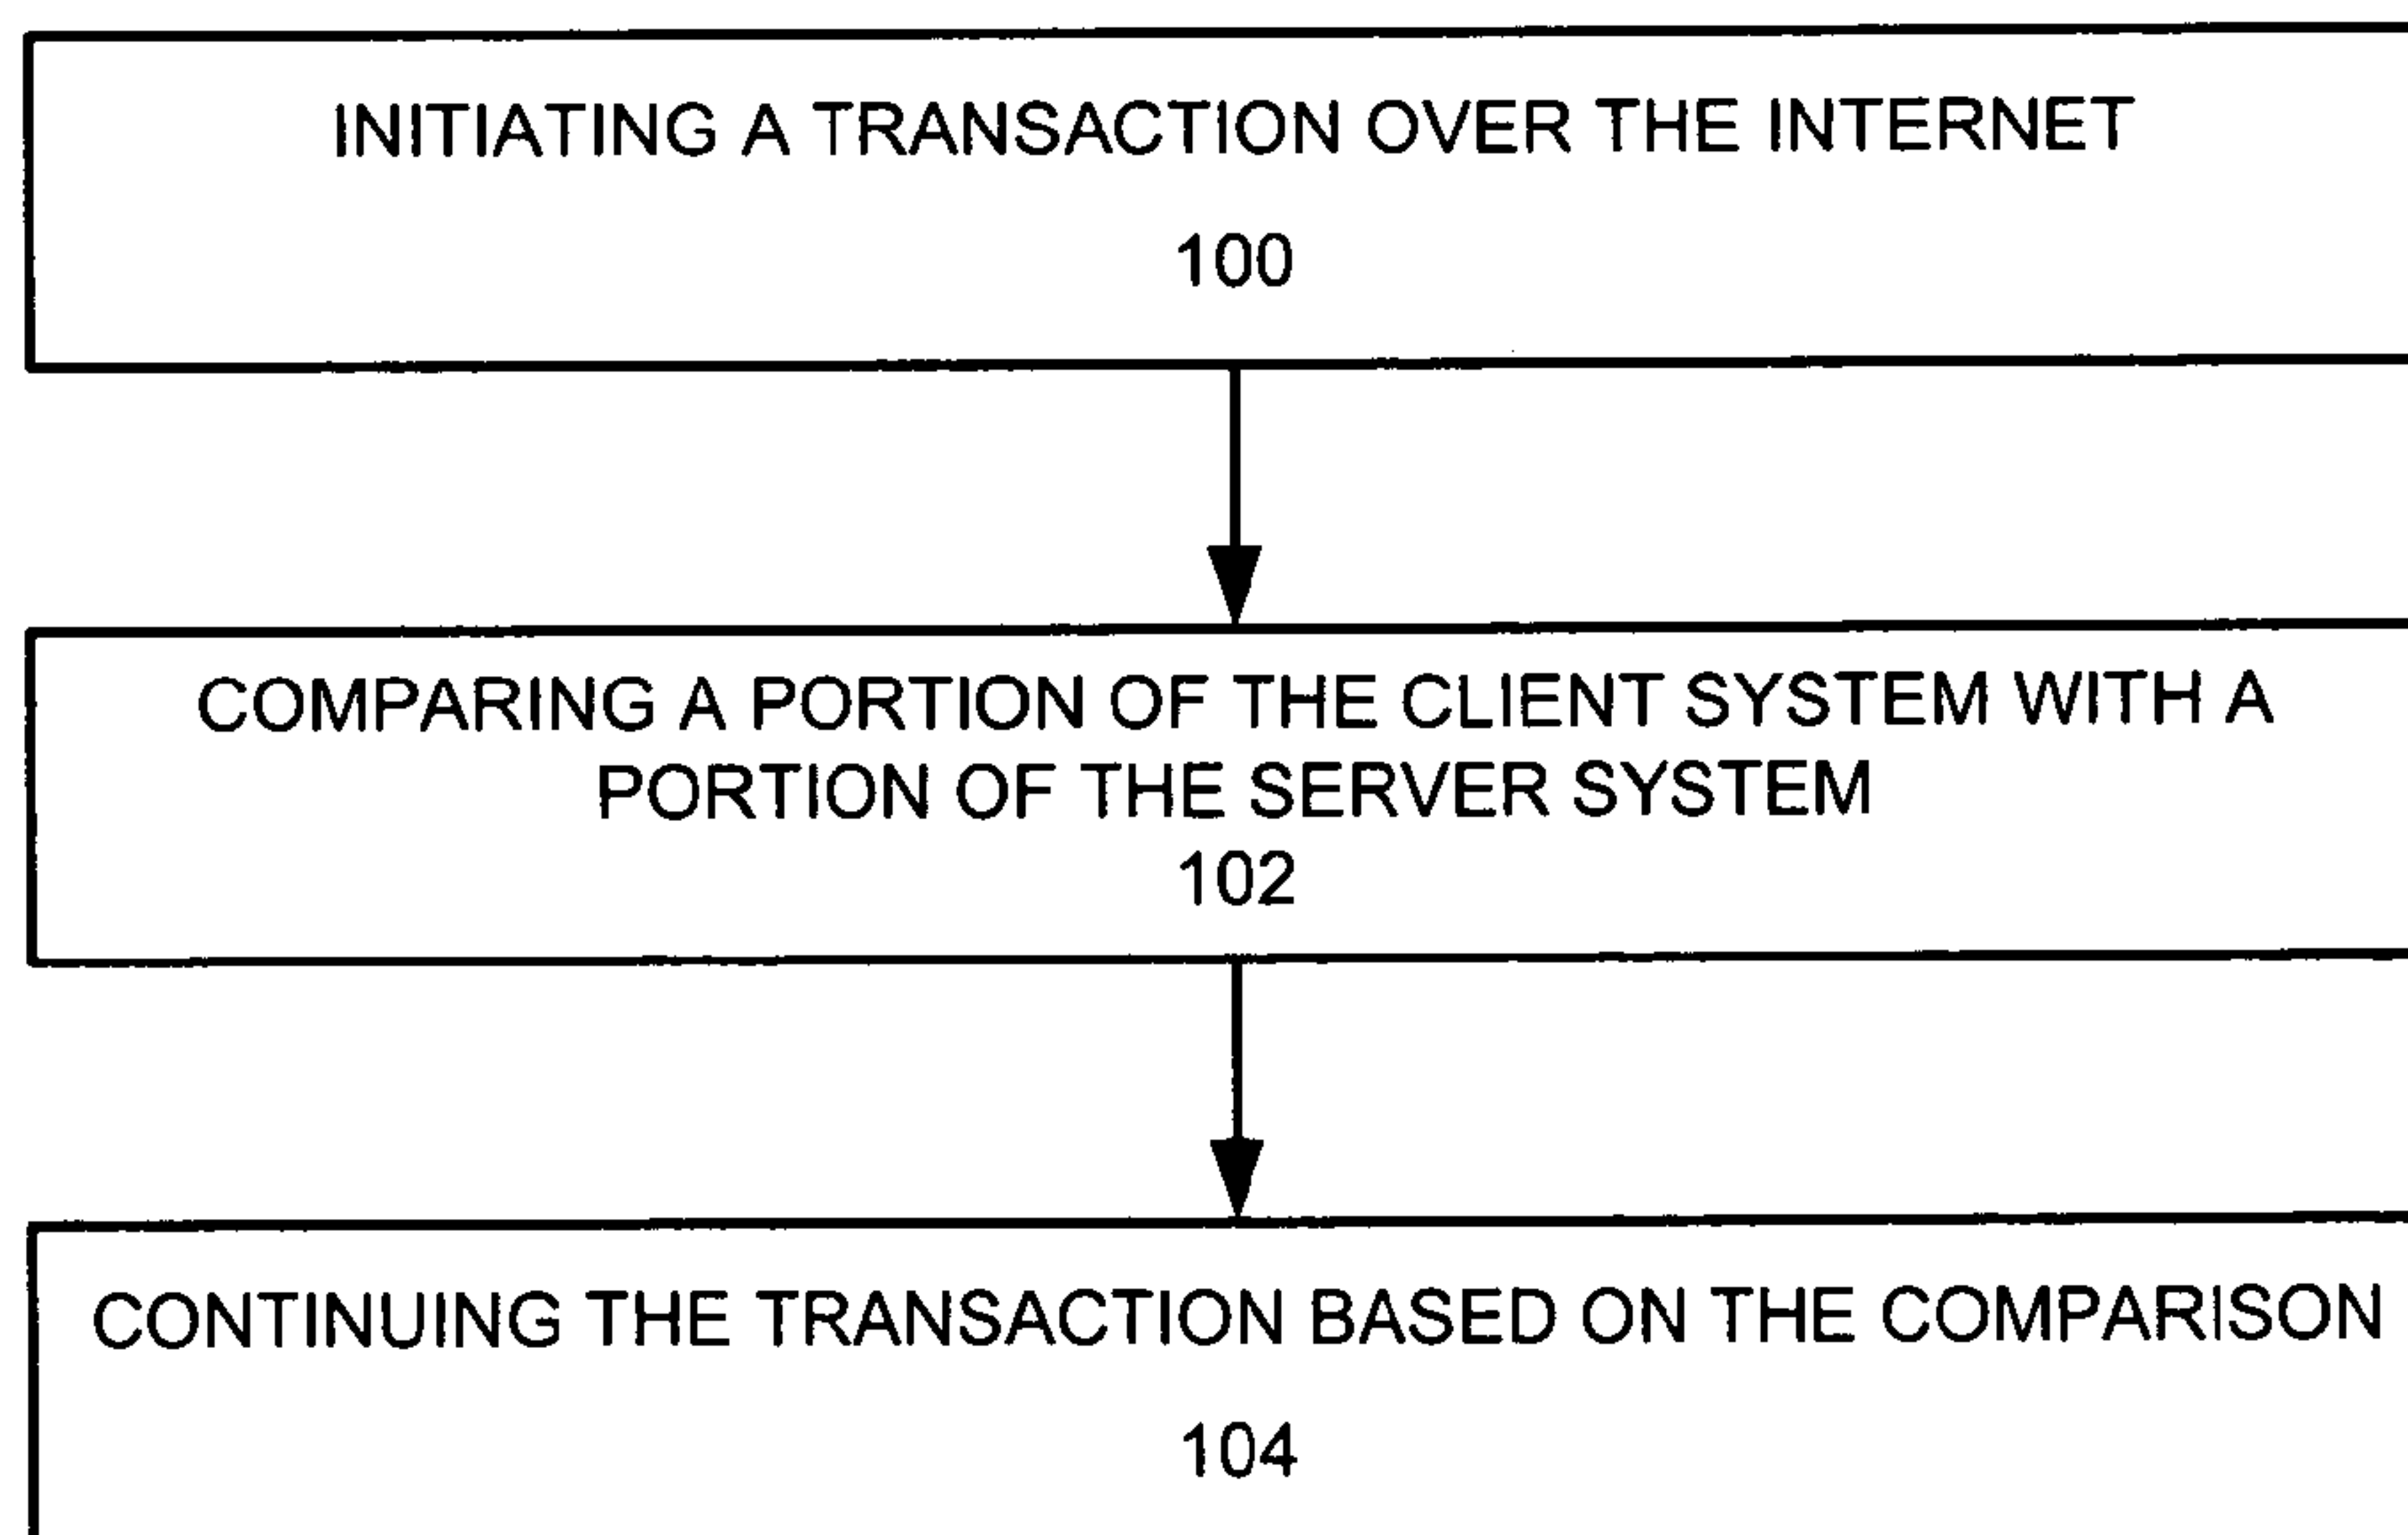 INITIATING A TRANSACTION OVER THE INTERNET
100
COMPARING A PORTION OF THE CLIENT SYSTEM WITH A
PORTION OF THE SERVER SYSTEM
102
CONTINUING THE TRANSACTION BASED ON THE COMPARISON
104